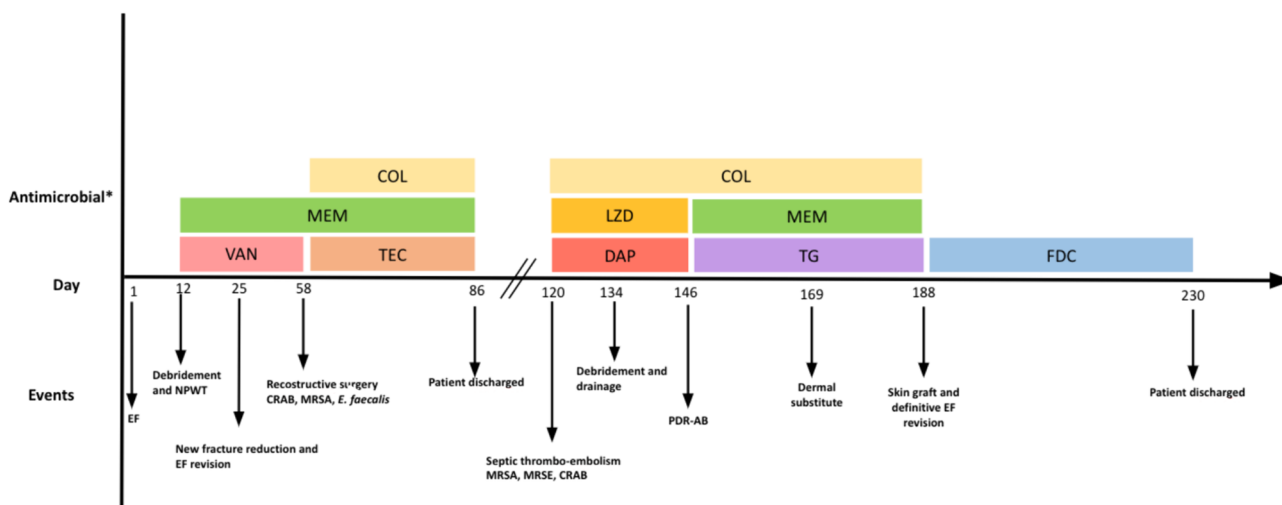 COL
COL
Antimicrobial*
MEM
LZD
MEM
VAN
TEC
DAP
TG
FDC
Day
1
12
25
58
86
120
134
146
169
188
230
Events
EF
Debridement
and NPWT
New fracture reduction and
EF revision
Recostructive surgery
CRAB, MRSA, E. faecalis
Patient discharged
Septic thrombo-embolism
MRSA, MRSE, CRAB
Debridement and
drainage
PDR-AB
Dermal
substitute
Skin graft and
definitive EF
revision
Patient discharged